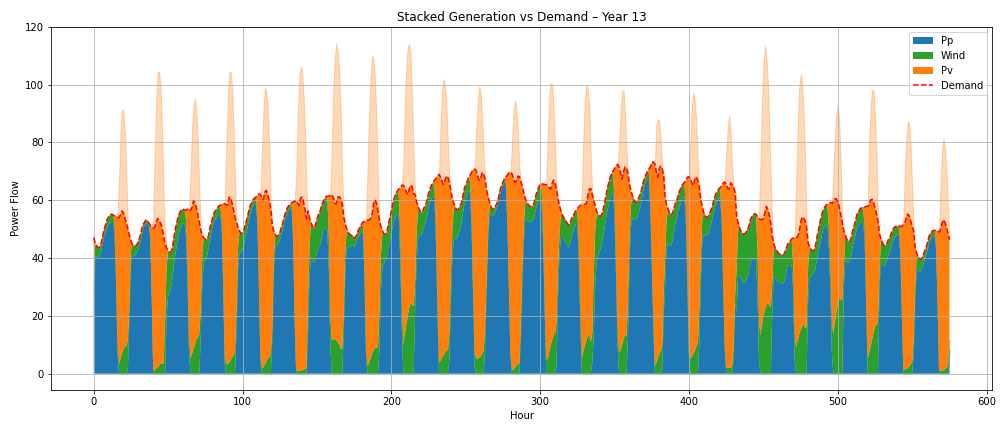 Stacked Generation vs Demand – Year 13
Pp
Wind
Pv
Demand
Power Flow
120
100
80
60
40
20
0
0
100
200
300
400
500
600
Hour